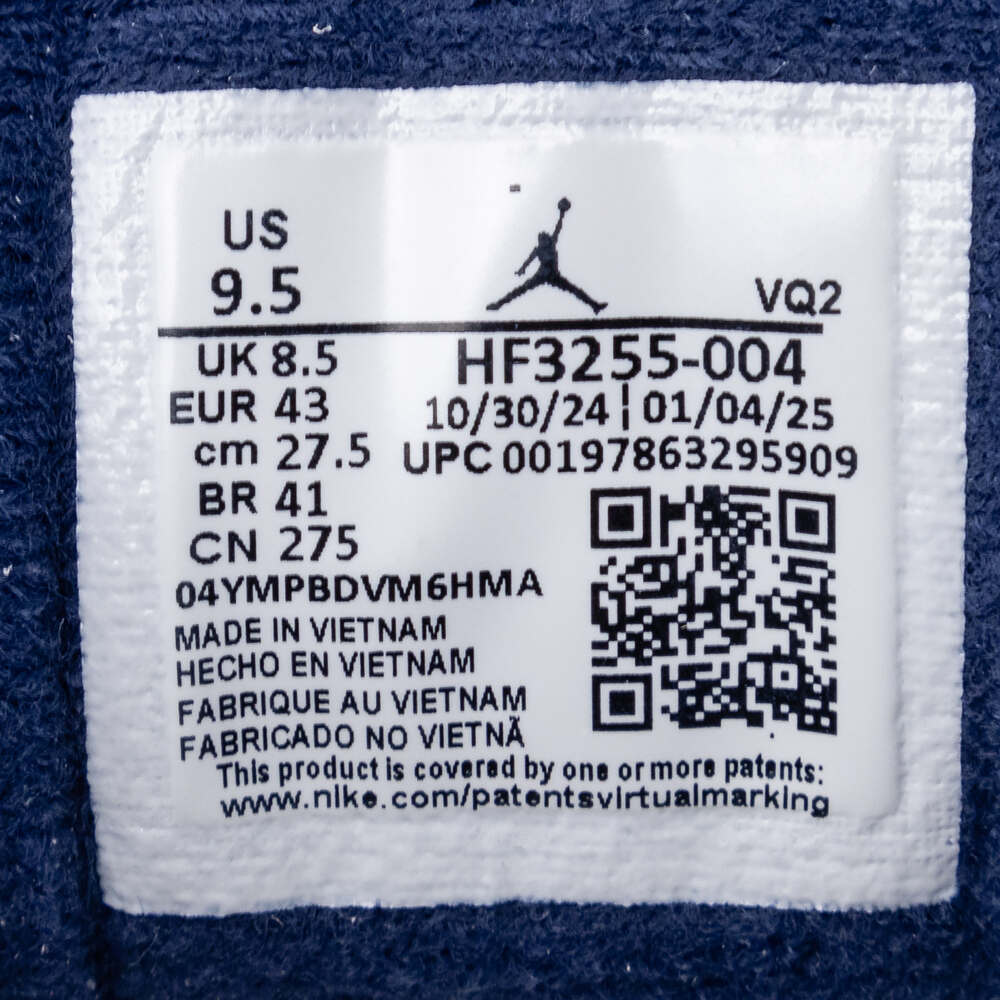 US
9.5
VQ2
UK 8.5
HF3255-004
EUR 43
10/30/24 | 01/04/25
cm 27.5
UPC 00197863295909
BR 41
CN 275
04YMPBDVM6HMA
MADE IN VIETNAM
HECHO EN VIETNAM
FABRIQUE AU VIETNAM
FABRICADO NO VIETNÃ
This product is covered by one or more patents:
www.nike.com/patentsvirtualmarking